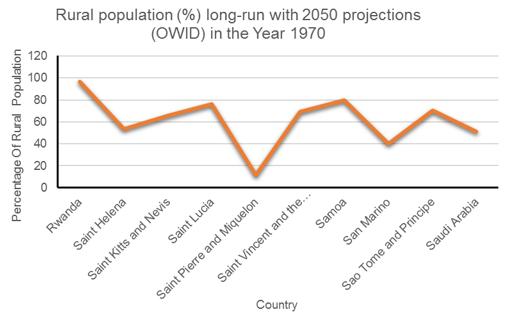 Rural population (%) long-run with 2050 projections
(OWID) in the Year 1970
Percentage Of Rural Population
120
100
80
60
40
20
0
Rwanda
Saint Helena
Saint Kitts and Nevis
Saint Lucia
Saint Pierre and Miquelon
Saint Vincent and the...
Samoa
San Marino
Sao Tome and Principe
Saudi Arabia
Country